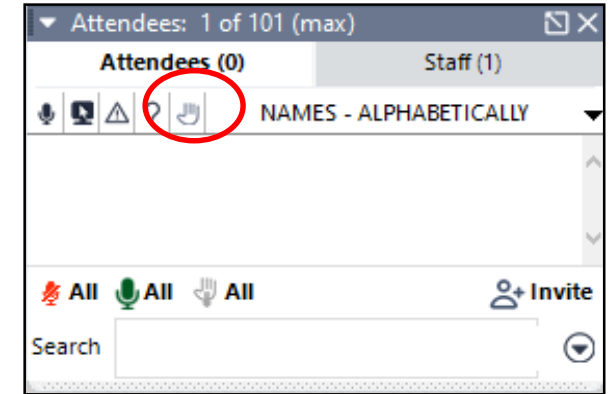 Attendees: 1 of 101 (max)
Attendees (0) Staff (1)
? NAMES - ALPHABETICALLY
All All All Invite
Search